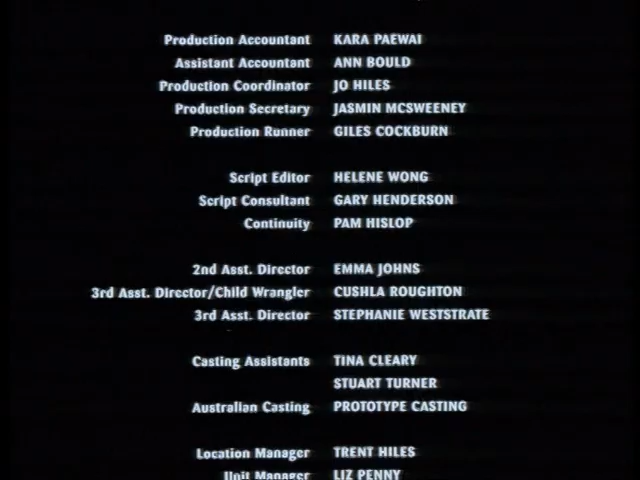 Production Accountant KARA PAEWAI
Assistant Accountant ANN BOULD
Production Coordinator JO HILES
Production Secretary JASMIN MCSWEENEY
Production Runner GILES COCKBURN
Script Editor HELENE WONG
Script Consultant GARY HENDERSON
Continuity PAM HISLOP
2nd Asst. Director EMMA JOHNS
3rd Asst. Director/Child Wrangler CUSHLA ROUGHTON
3rd Asst. Director STEPHANIE WESTSTRATE
Casting Assistants TINA CLEARY
STUART TURNER
Australian Casting PROTOTYPE CASTING
Location Manager TRENT HILES
Unit Manager LIZ PENNY